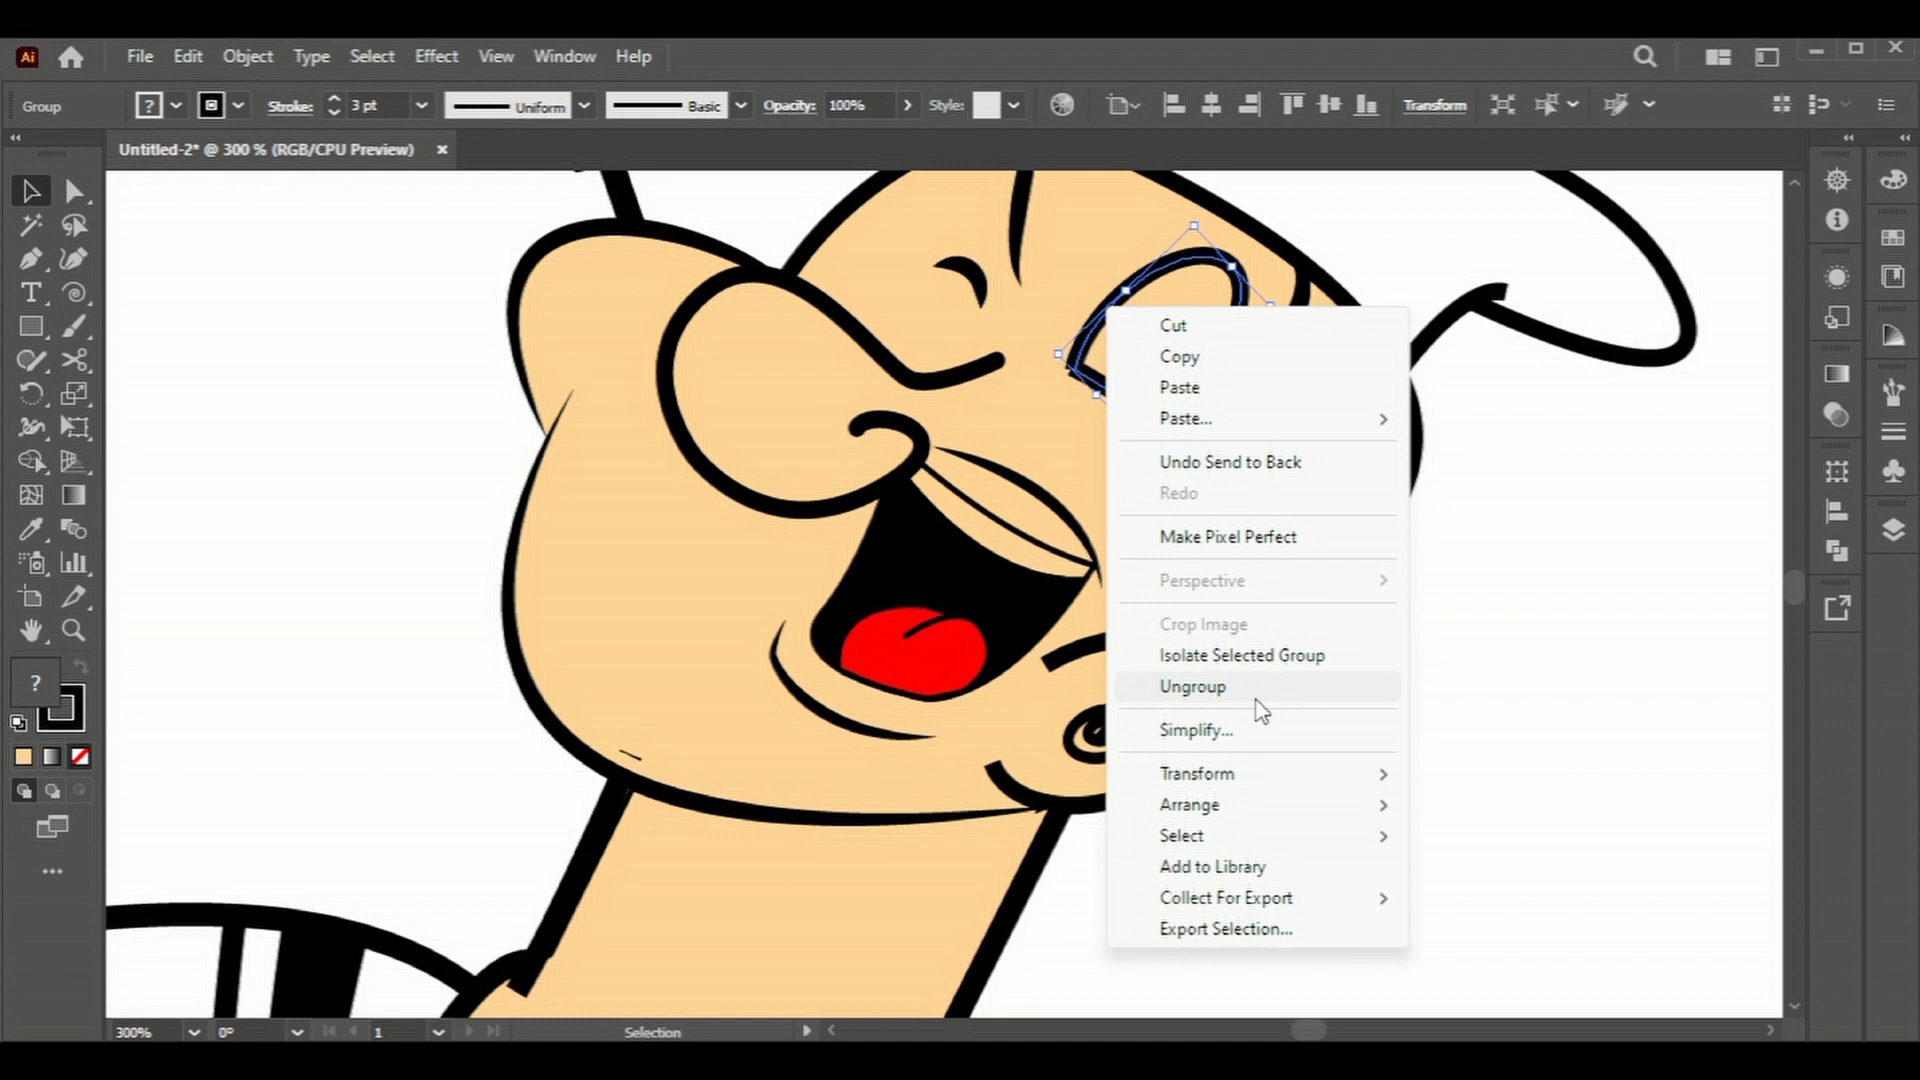 Ai
File Edit Object Type Select Effect View Window Help
Group
?
Stroke: 3 pt
Uniform
Basic
Opacity: 100%
Style:
Transform
Untitled-2* @ 300 % (RGB/CPU Preview)
Cut
Copy
Paste
Paste...
Undo Send to Back
Redo
Make Pixel Perfect
Perspective
Crop Image
Isolate Selected Group
Ungroup
Simplify...
Transform
Arrange
Select
Add to Library
Collect For Export
Export Selection...
?
300% 0° 1 Selection